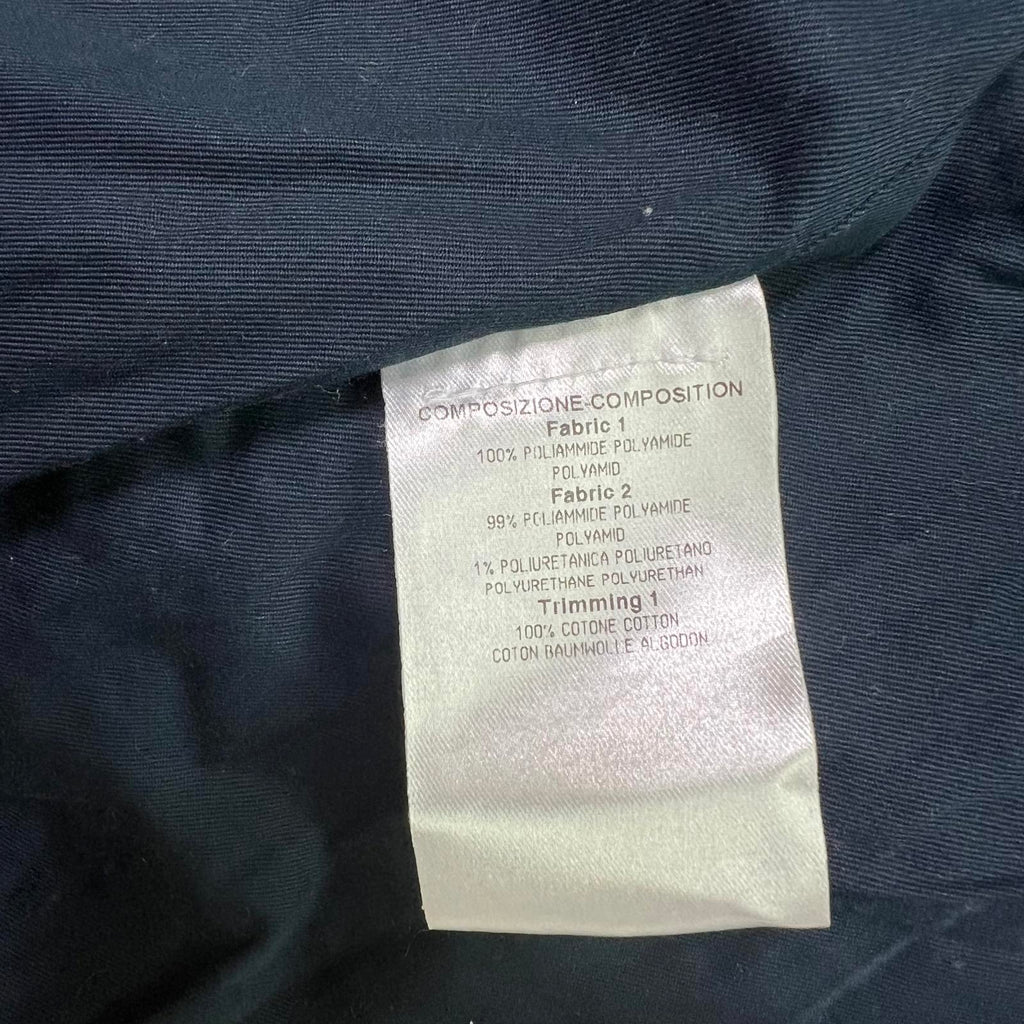 COMPOSIZIONE-COMPOSITION
Fabric 1
100% POLIAMMIDE POLYAMIDE
POLYAMID
Fabric 2
99% POLIAMMIDE POLYAMIDE
POLYAMID
1% POLIURETANICA POLIURETANO
POLYURETHANE POLYURETHAN
Trimming 1
100% COTONE COTTON
COTON BAUMWOLLE ALGODON